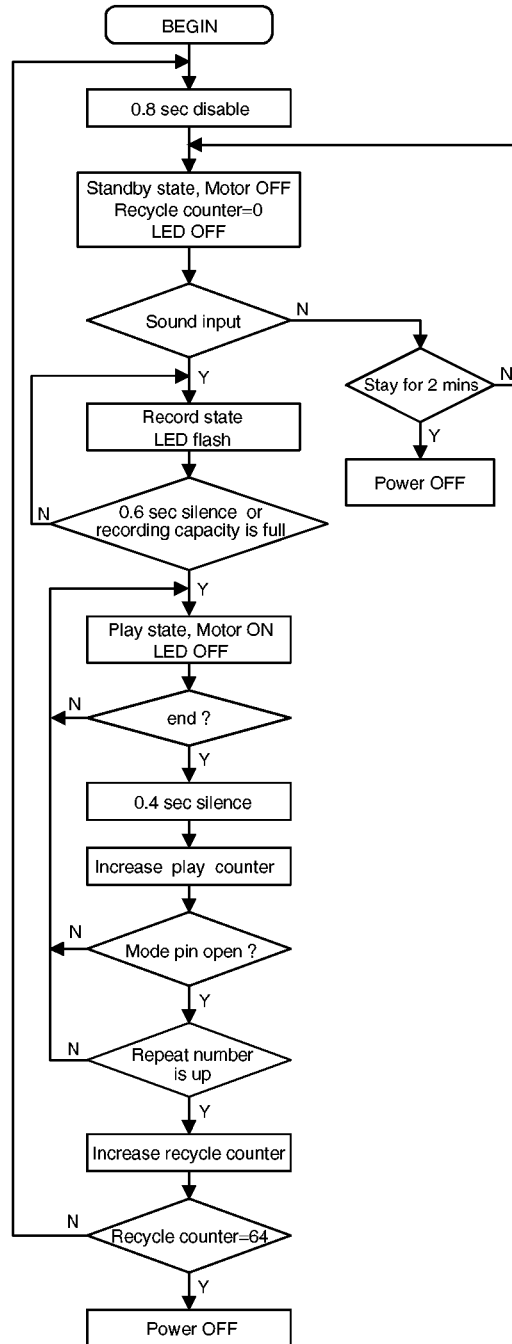 BEGIN
0.8 sec disable
Standby state, Motor OFF
Recycle counter=0
LED OFF
Sound input
N
Y
Stay for 2 mins
N
Y
Power OFF
Record state
LED flash
0.6 sec silence or
recording capacity is full
N
Y
Play state, Motor ON
LED OFF
end ?
N
Y
0.4 sec silence
Increase play counter
Mode pin open ?
N
Y
Repeat number
is up
N
Y
Increase recycle counter
Recycle counter=64
N
Y
Power OFF